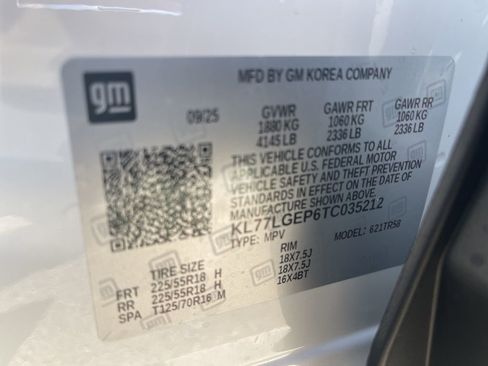 gm
MFD BY GM KOREA COMPANY
09/25
GVWR
1880 KG
4145 LB
GAWR FRT
1060 KG
2336 LB
GAWR RR
1060 KG
2336 LB
THIS VEHICLE CONFORMS TO ALL
APPLICABLE U.S. FEDERAL MOTOR
VEHICLE SAFETY AND THEFT PREVENTION
STANDARDS IN EFFECT ON THE DATE OF
MANUFACTURE SHOWN ABOVE.
KL77LGEP6TC035212
TYPE: MPV
MODEL: 621TR58
TIRE SIZE
RIM
FRT 225/55R18 H 18X7.5J
RR 225/55R18 H 18X7.5J
SPA T125/70R16 M 16X4BT